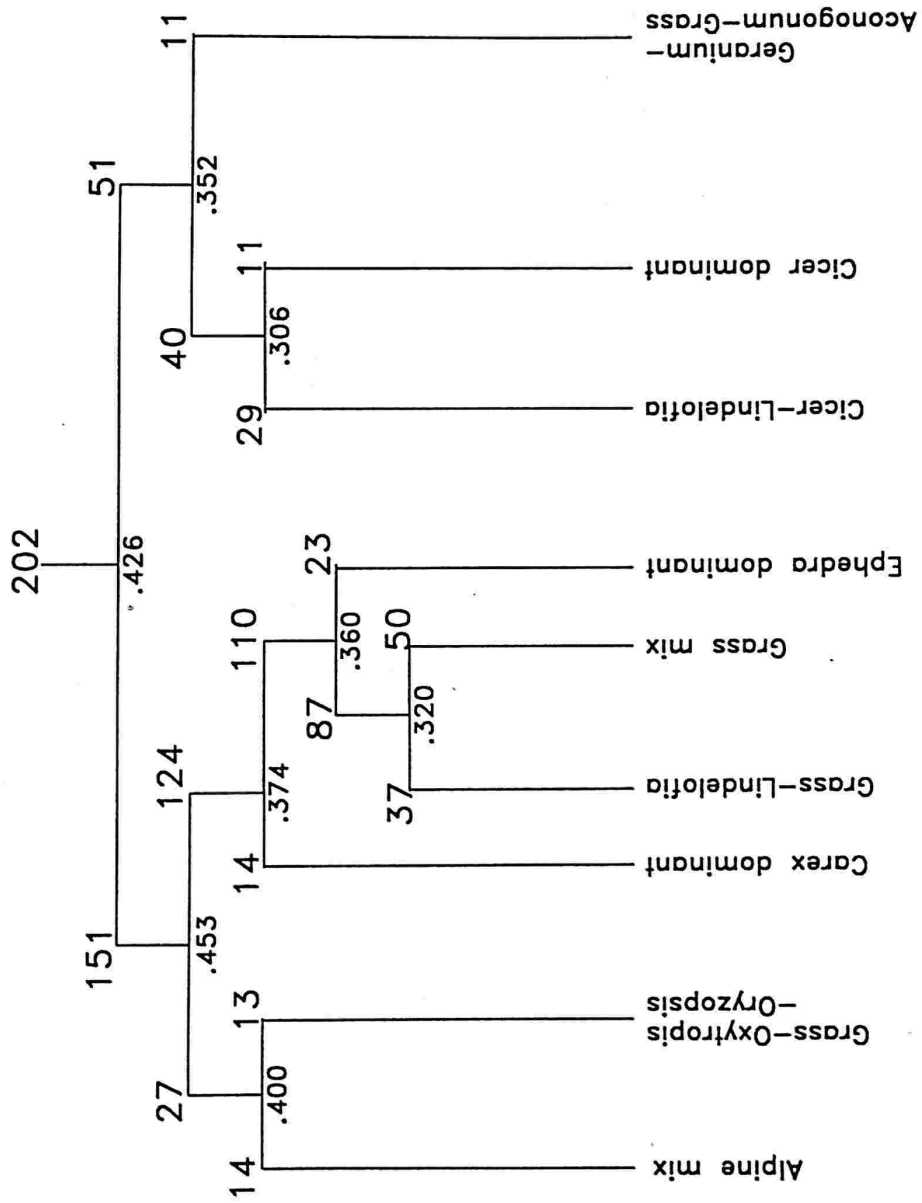 202
.426
151
51
.453
.352
27
124
40
11
.400
.374
.306
14
13
14
110
29
11
.360
87
23
.320
37
50
Alpine mix
Grass-Oxytropis
-Oryzopsis
Carex dominant
Grass-Lindelofia
Grass mix
Ephedra dominant
Cicer-Lindelofia
Cicer dominant
Geranium-
Aconogonum-Grass